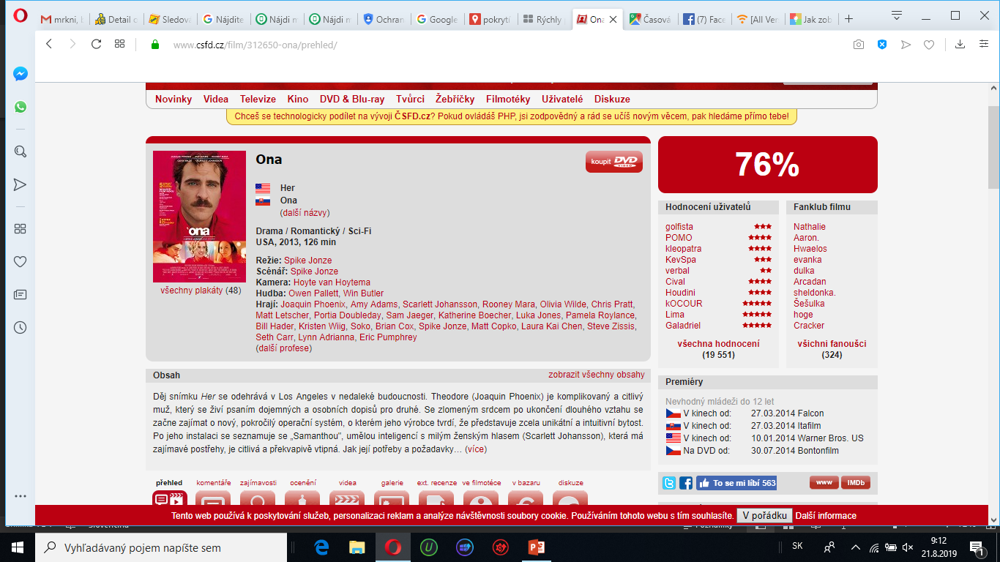 mrkni,
Detail o
Sledova
Nájdite
Nájdi n
Nájdi n
Ochran
Google
pokrytí
Rýchly
Ona
Časová
(7) Face
[All Ver
Jak zob
www.csfd.cz/film/312650-ona/prehled/
Novinky Videa Televize Kino DVD & Blu-ray Tvůrci Žebříčky Filmotéky Uživatelé Diskuze
Chceš se technologicky podílet na vývoji ČSFD.cz? Pokud ovládáš PHP, jsi zodpovědný a rád se učíš novým věcem, pak hledáme přímo tebe!
Ona
koupit DVD VIDEO
Her
Ona
(další názvy)
Drama / Romantický / Sci-Fi
USA, 2013, 126 min
Režie: Spike Jonze
Scénář: Spike Jonze
Kamera: Hoyte van Hoytema
Hudba: Owen Pallett, Win Butler
Hrají: Joaquin Phoenix, Amy Adams, Scarlett Johansson, Rooney Mara, Olivia Wilde, Chris Pratt,
Matt Letscher, Portia Doubleday, Sam Jaeger, Katherine Boecher, Luka Jones, Pamela Roylance,
Bill Hader, Kristen Wiig, Soko, Brian Cox, Spike Jonze, Matt Copko, Laura Kai Chen, Steve Zissis,
Seth Carr, Lynn Adrianna, Eric Pumphrey
(další profese)
ona
všechny plakáty (48)
76%
Hodnocení uživatelů
golfista
POMO
kleopatra
KevSpa
verbal
Cival
Houdini
kOCOUR
Lima
Galadriel
všechna hodnocení
(19 551)
Fanklub filmu
Nathalie
Aaron.
Hwaelos
evanka
dulka
Arcadan
sheldonka.
Šešulka
hoge
Cracker
všichni fanoušci
(324)
Obsah
zobrazit všechny obsahy
Děj snímku Her se odehrává v Los Angeles v nedaleké budoucnosti. Theodore (Joaquin Phoenix) je komplikovaný a citlivý
muž, který se živí psaním dojemných a osobních dopisů pro druhé. Se zlomeným srdcem po ukončení dlouhého vztahu se
začne zajímat o nový, pokročilý operační systém, o kterém jeho výrobce tvrdí, že představuje zcela unikátní a intuitivní bytost.
Po jeho instalaci se seznamuje se „Samanthou", umělou inteligencí s milým ženským hlasem (Scarlett Johansson), která má
zajímavé postřehy, je citlivá a překvapivě vtipná. Jak její potřeby a požadavky… (více)
Premiéry
Nevhodný mládeži do 12 let
V kinech od: 27.03.2014 Falcon
V kinech od: 27.03.2014 Itafilm
V kinech od: 10.01.2014 Warner Bros. US
Na DVD od: 30.07.2014 Bontonfilm
To se mi líbí 563
www
IMDb
přehled komentáře zajímavosti ocenění videa galerie ext. recenze ve filmotéce v bazaru diskuze
Tento web používá k poskytování služeb, personalizaci reklam a analýze návštěvnosti soubory cookie. Používáním tohoto webu s tím souhlasíte. V pořádku Další informace
Vyhľadávaný pojem napíšte sem
SK
9:12
21.8.2019
1